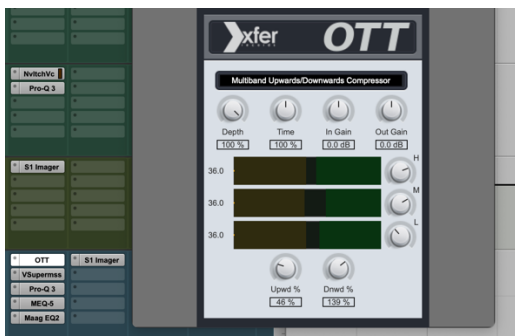 xfer
records
OTT
Multiband Upwards/Downwards Compressor
Depth Time In Gain Out Gain
100 % 100 % 0.0 dB 0.0 dB
36.0 H
36.0 M
36.0 L
Upwd % Dnwd %
46 % 139 %
NvitchVc
Pro-Q 3
S1 Imager
OTT S1 Imager
VSupermss
Pro-Q 3
MEQ-5
Maag EQ2